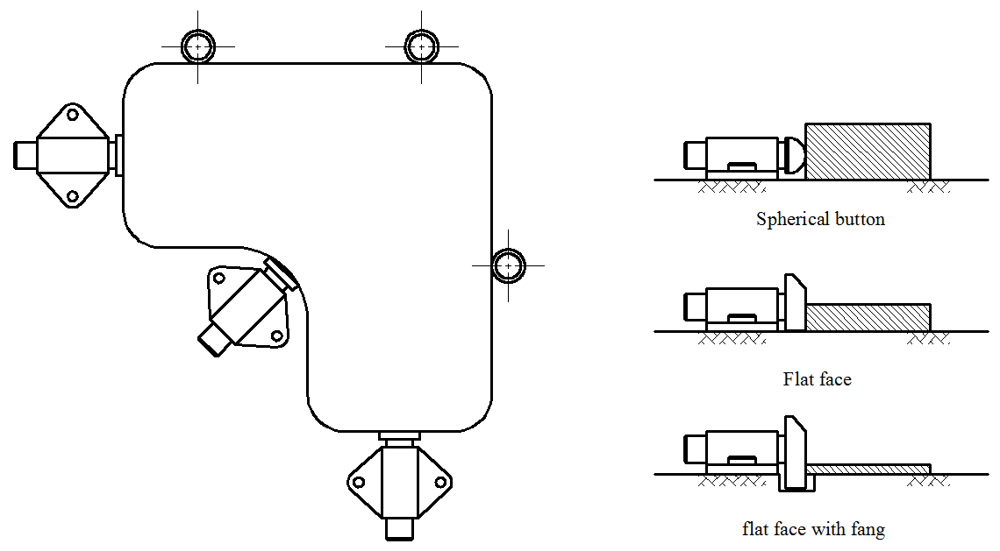 Spherical button
Flat face
flat face with fang